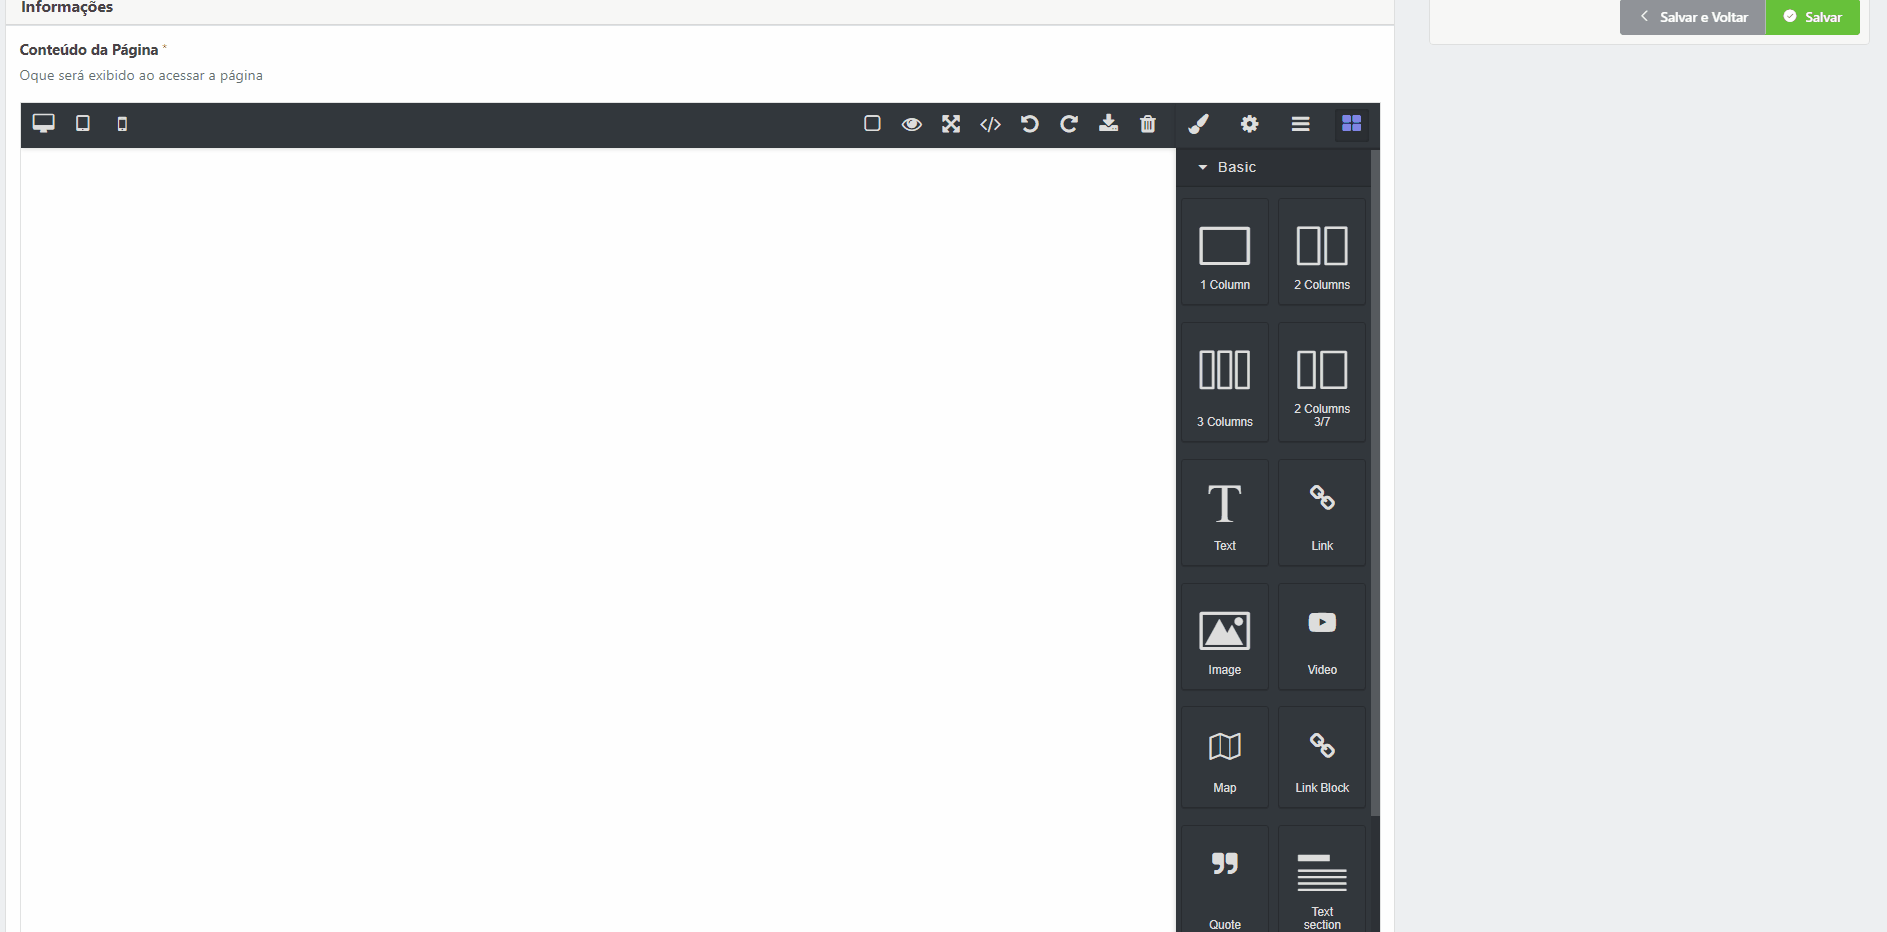 Informações
Salvar e Voltar
Salvar
Conteúdo da Página *
Oque será exibido ao acessar a página
Basic
1 Column
2 Columns
3 Columns
2 Columns
3/7
Text
Link
Image
Video
Map
Link Block
Quote
Text
section